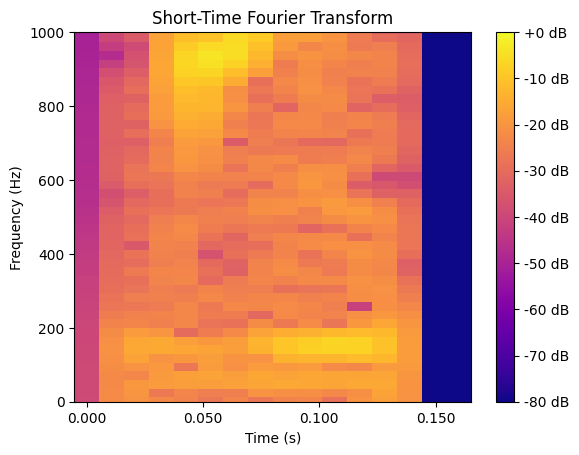 Short-Time Fourier Transform
1000
800
600
400
200
0
Frequency (Hz)
0.000
0.050
0.100
0.150
Time (s)
+0 dB
-10 dB
-20 dB
-30 dB
-40 dB
-50 dB
-60 dB
-70 dB
-80 dB